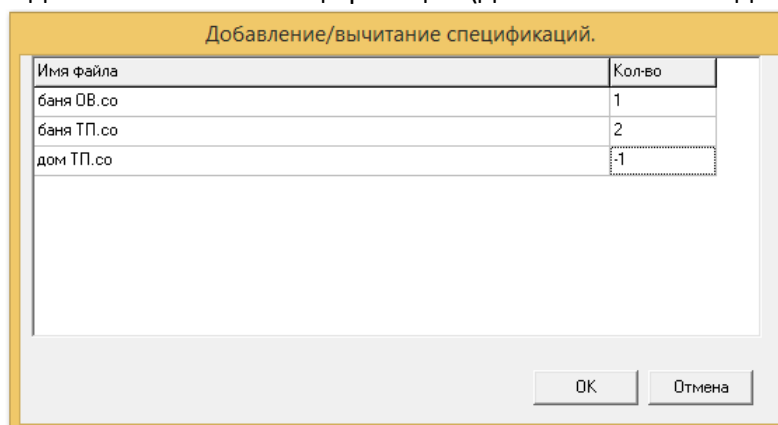 Добавление/вычитание спецификаций.
Имя файла Кол-во
баня ОВ.со 1
баня ТП.со 2
дом ТП.со -1
OK Отмена